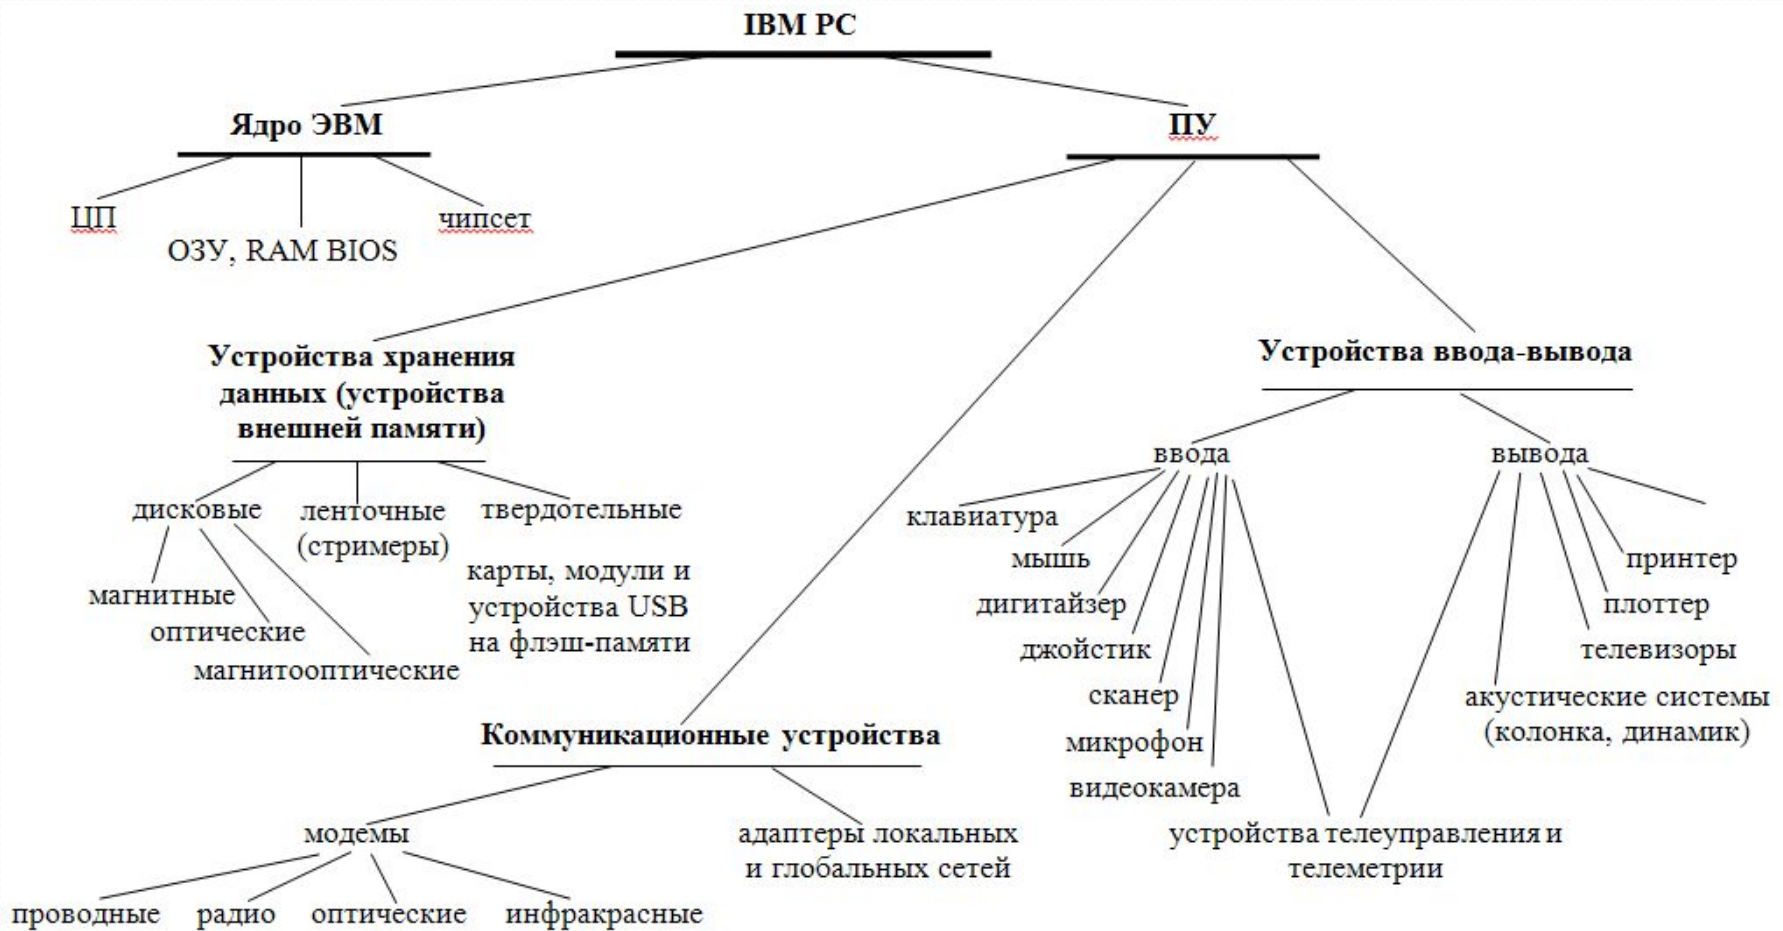 IBM PC
Ядро ЭВМ
ПУ
ЦП
ОЗУ, RAM BIOS
чипсет
Устройства хранения
данных (устройства
внешней памяти)
дисковые
ленточные
(стримеры)
твердотельные
магнитные
оптические
магнитооптические
карты, модули и
устройства USB
на флэш-памяти
Коммуникационные устройства
модемы
адаптеры локальных
и глобальных сетей
проводные
радио
оптические
инфракрасные
Устройства ввода-вывода
ввода
вывода
клавиатура
мышь
дигитайзер
джойстик
сканер
микрофон
видеокамера
принтер
плоттер
телевизоры
акустические системы
(колонка, динамик)
устройства телеуправления и
телеметрии